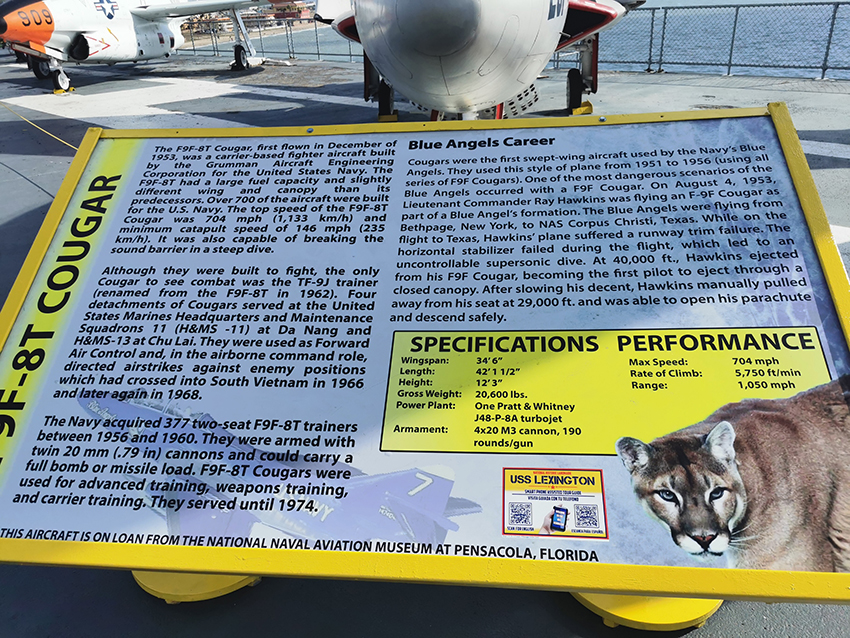 909
F9F-8T COUGAR
The F9F-8T Cougar, first flown in December of
1953, was a carrier-based fighter aircraft built
by the Grumman Aircraft Engineering
Corporation for the United States Navy. The
F9F-8T had a large fuel capacity and slightly
different wing and canopy than its
predecessors. Over 700 of the aircraft were built
for the U.S. Navy. The top speed of the F9F-8T
Cougar was 704 mph (1,133 km/h) and
minimum catapult speed of 146 mph (235
km/h). It was also capable of breaking the
sound barrier in a steep dive.
Although they were built to fight, the only
Cougar to see combat was the TF-9J trainer
(renamed from the F9F-8T in 1962). Four
detachments of Cougars served at the United
States Marines Headquarters and Maintenance
Squadrons 11 (H&MS -11) at Da Nang and
H&MS-13 at Chu Lai. They were used as Forward
Air Control and, in the airborne command role,
directed airstrikes against enemy positions
which had crossed into South Vietnam in 1966
and later again in 1968.
The Navy acquired 377 two-seat F9F-8T trainers
between 1956 and 1960. They were armed with
twin 20 mm (.79 in) cannons and could carry a
full bomb or missile load. F9F-8T Cougars were
used for advanced training, weapons training,
and carrier training. They served until 1974.
Blue Angels Career
Cougars were the first swept-wing aircraft used by the Navy's Blue
Angels. They used this style of plane from 1951 to 1956 (using all
series of F9F Cougars). One of the most dangerous scenarios of the
Blue Angels occurred with a F9F Cougar. On August 4, 1953,
Lieutenant Commander Ray Hawkins was flying an F-9F Cougar as
part of a Blue Angel's formation. The Blue Angels were flying from
Bethpage, New York, to NAS Corpus Christi, Texas. While on the
flight to Texas, Hawkins' plane suffered a runway trim failure. The
horizontal stabilizer failed during the flight, which led to an
uncontrollable supersonic dive. At 40,000 ft., Hawkins ejected
from his F9F Cougar, becoming the first pilot to eject through a
closed canopy. After slowing his decent, Hawkins manually pulled
away from his seat at 29,000 ft. and was able to open his parachute
and descend safely.
SPECIFICATIONS PERFORMANCE
Wingspan: 34' 6"
Length: 42' 1 1/2"
Height: 12' 3"
Gross Weight: 20,600 lbs.
Power Plant: One Pratt & Whitney
J48-P-8A turbojet
Armament: 4x20 M3 cannon, 190
rounds/gun
Max Speed: 704 mph
Rate of Climb: 5,750 ft/min
Range: 1,050 mph
7
USS LEXINGTON
SMART PHONE ASSISTED TOUR GUIDE
THIS AIRCRAFT IS ON LOAN FROM THE NATIONAL NAVAL AVIATION MUSEUM AT PENSACOLA, FLORIDA